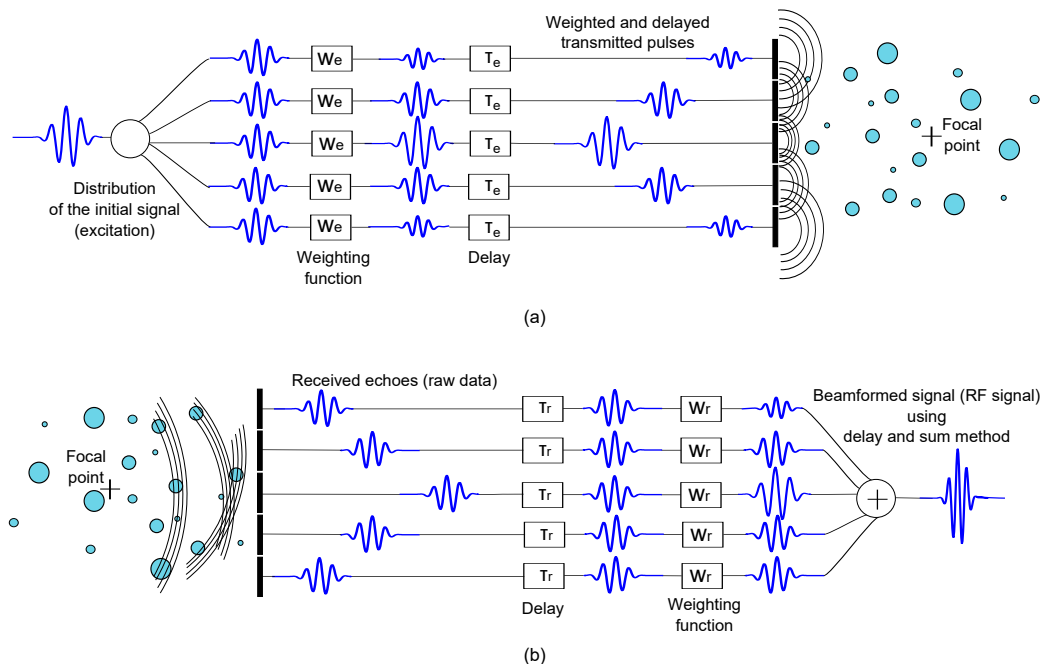 Weighted and delayed
transmitted pulses
We
Te
We
Te
We
Te
We
Te
We
Te
Focal
point
Distribution
of the initial signal
(excitation)
Weighting
function
Delay
(a)
Received echoes (raw data)
Beamformed signal (RF signal)
using
delay and sum method
Focal
point
Tr
Wr
Tr
Wr
Tr
Wr
Tr
Wr
Tr
Wr
Delay
Weighting
function
(b)